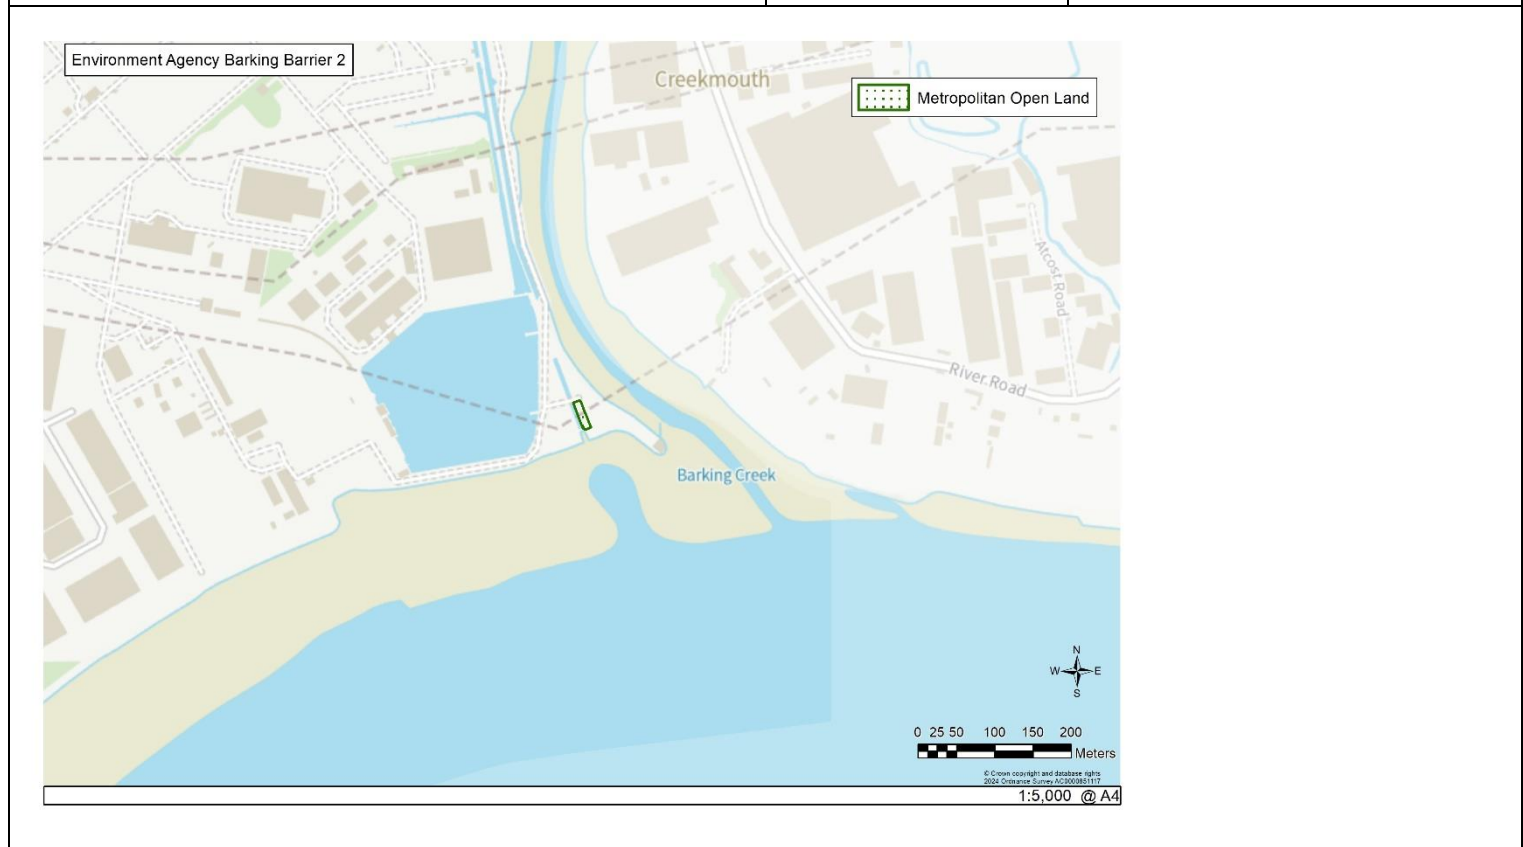 Environment Agency Barking Barrier 2
Creekmouth
Metropolitan Open Land
Atcost Road
River Road
Barking Creek
N
W E
S
0 25 50 100 150 200
Meters
© Crown copyright and database rights
2024 Ordnance Survey AC0000851117
1:5,000 @ A4